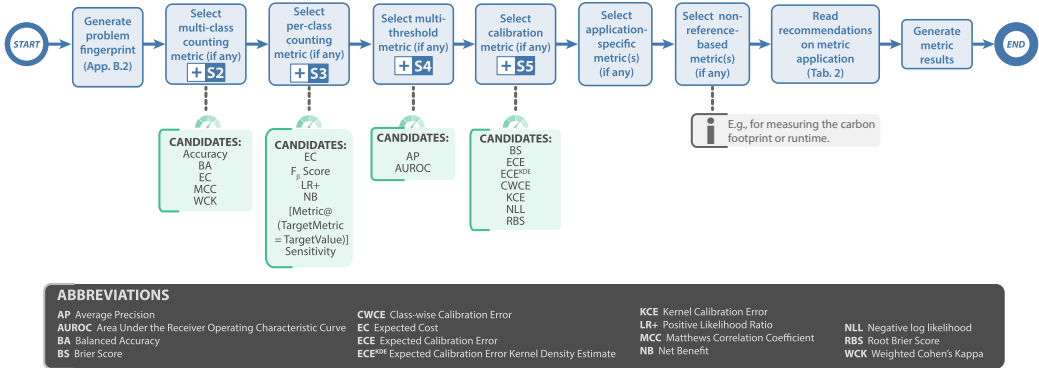 START
Generate
problem
fingerprint
(App. B.2)
Select
multi-class
counting
metric (if any)
+ S2
Select
per-class
counting
metric (if any)
+ S3
Select multi-
threshold
metric (if any)
+ S4
Select
calibration
metric (if any)
+ S5
Select
application-
specific
metric(s)
(if any)
Select non-
reference-
based
metric(s)
(if any)
Read
recommendations
on metric
application
(Tab. 2)
Generate
metric
results
END
CANDIDATES:
Accuracy
BA
EC
MCC
WCK
CANDIDATES:
EC
Fβ Score
LR+
NB
[Metric@
(TargetMetric
= TargetValue)]
Sensitivity
CANDIDATES:
AP
AUROC
CANDIDATES:
BS
ECE
ECEᴷᴰᴱ
CWCE
KCE
NLL
RBS
i
E.g., for measuring the carbon
footprint or runtime.
ABBREVIATIONS
AP Average Precision
AUROC Area Under the Receiver Operating Characteristic Curve
BA Balanced Accuracy
BS Brier Score
CWCE Class-wise Calibration Error
EC Expected Cost
ECE Expected Calibration Error
ECEᴷᴰᴱ Expected Calibration Error Kernel Density Estimate
KCE Kernel Calibration Error
LR+ Positive Likelihood Ratio
MCC Matthews Correlation Coefficient
NB Net Benefit
NLL Negative log likelihood
RBS Root Brier Score
WCK Weighted Cohen's Kappa